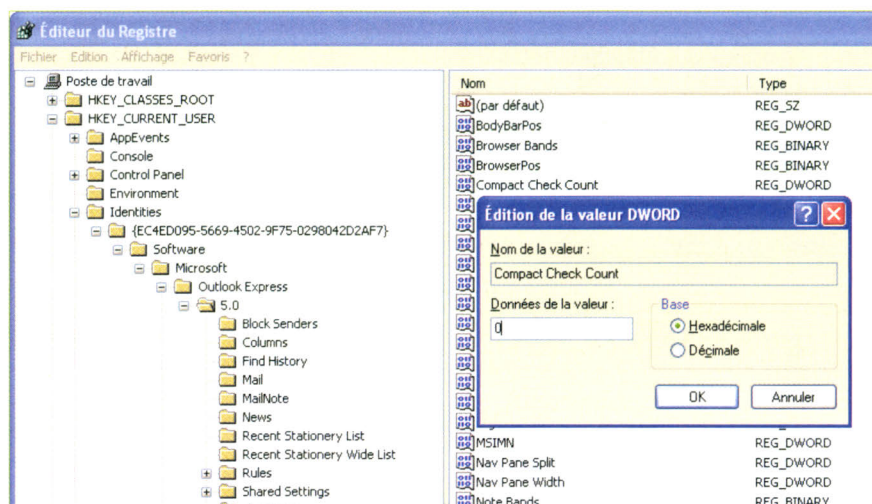 Éditeur du Registre
Fichier Edition Affichage Favoris ?
Poste de travail
HKEY_CLASSES_ROOT
HKEY_CURRENT_USER
AppEvents
Console
Control Panel
Environment
Identities
{EC4ED095-5669-4502-9F75-0298042D2AF7}
Software
Microsoft
Outlook Express
5.0
Block Senders
Columns
Find History
Mail
MailNote
News
Recent Stationery List
Recent Stationery Wide List
Rules
Shared Settings
Nom Type
(par défaut) REG_SZ
BodyBarPos REG_DWORD
Browser Bands REG_BINARY
BrowserPos REG_BINARY
Compact Check Count REG_DWORD
Édition de la valeur DWORD
Nom de la valeur :
Compact Check Count
Données de la valeur :
0
Base
Hexadécimale
Décimale
OK Annuler
MSIMN REG_DWORD
Nav Pane Split REG_DWORD
Nav Pane Width REG_DWORD
Note Bands REG_BINARY